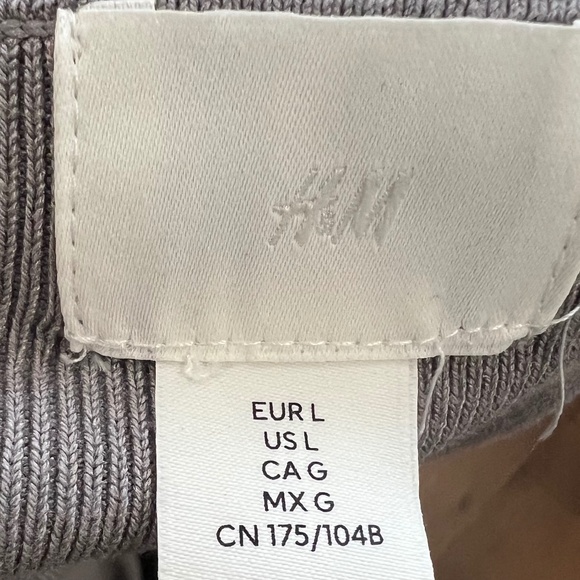 H&M
EUR L
US L
CA G
MX G
CN 175/104B